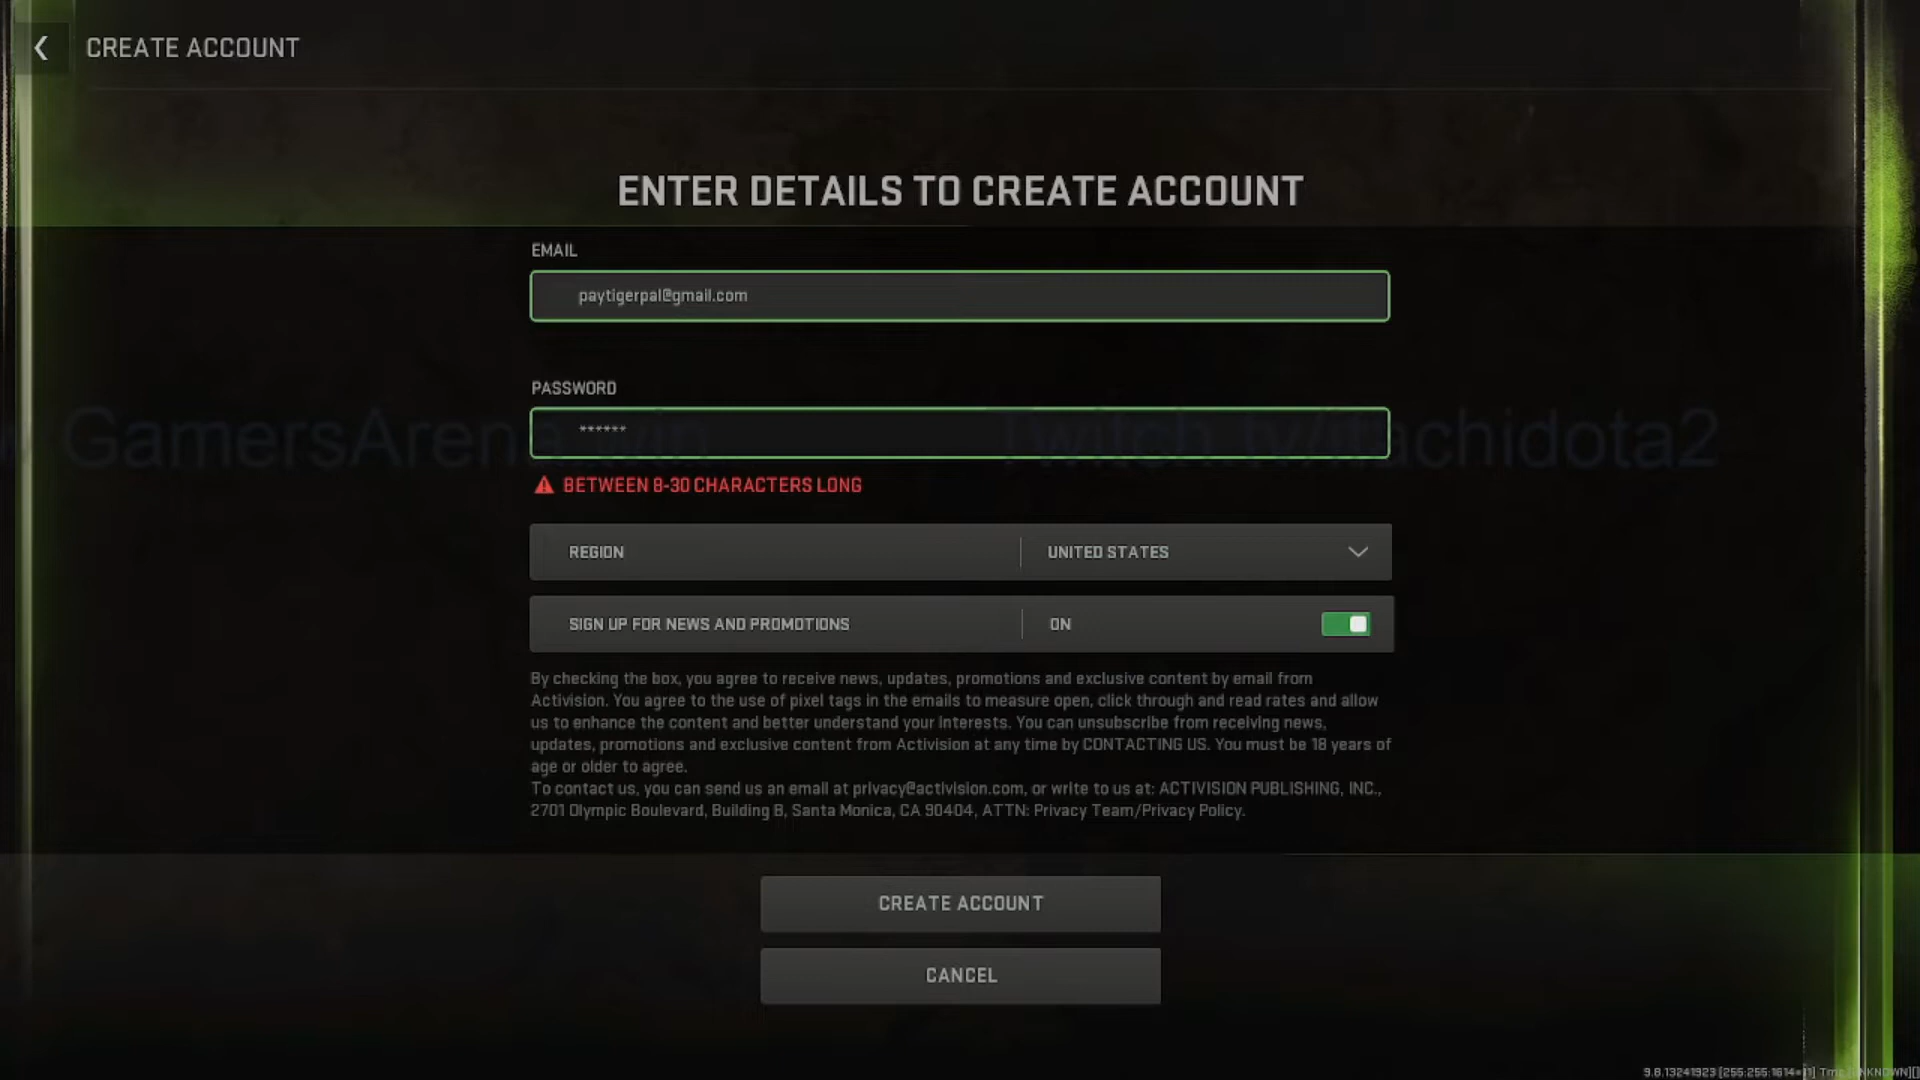 CREATE ACCOUNT
ENTER DETAILS TO CREATE ACCOUNT
EMAIL
paytigerpal@gmail.com
PASSWORD
******
GamersArena.win Twitch.tv/itachidota2
BETWEEN 8-30 CHARACTERS LONG
REGION UNITED STATES
SIGN UP FOR NEWS AND PROMOTIONS ON
By checking the box, you agree to receive news, updates, promotions and exclusive content by email from
Activision. You agree to the use of pixel tags in the emails to measure open, click through and read rates and allow
us to enhance the content and better understand your interests. You can unsubscribe from receiving news,
updates, promotions and exclusive content from Activision at any time by CONTACTING US. You must be 18 years of
age or older to agree.
To contact us, you can send us an email at privacy@activision.com, or write to us at: ACTIVISION PUBLISHING, INC.,
2701 Olympic Boulevard, Building B, Santa Monica, CA 90404, ATTN: Privacy Team/Privacy Policy.
CREATE ACCOUNT
CANCEL